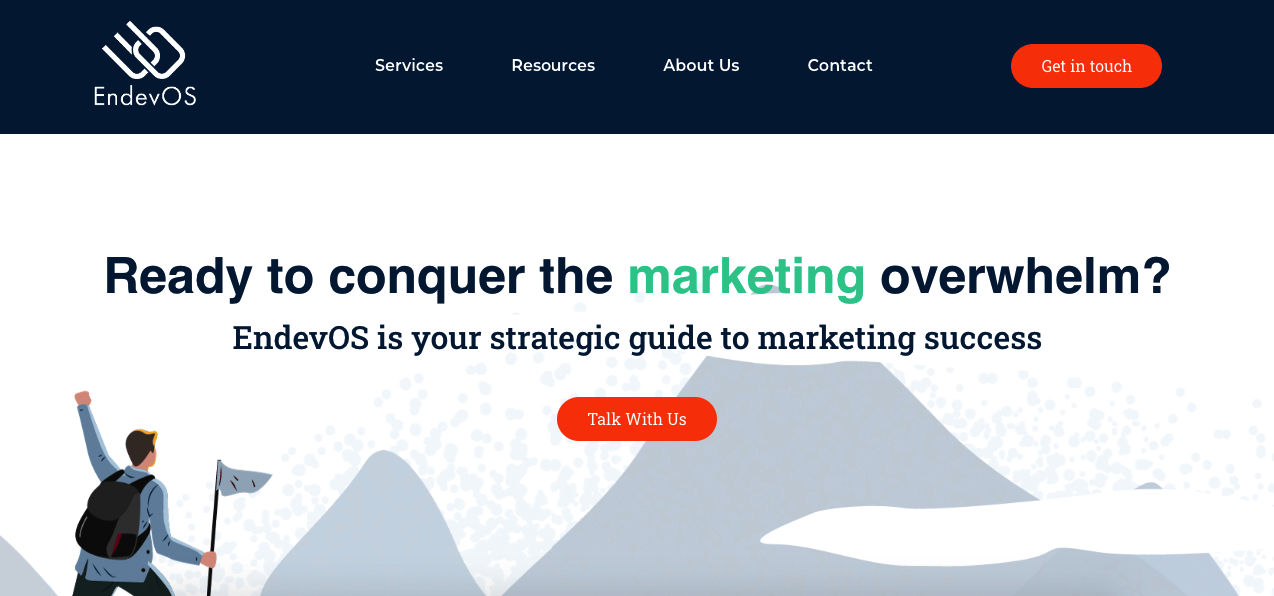 EndevOS
Services
Resources
About Us
Contact
Get in touch
Ready to conquer the marketing overwhelm?
EndevOS is your strategic guide to marketing success
Talk With Us